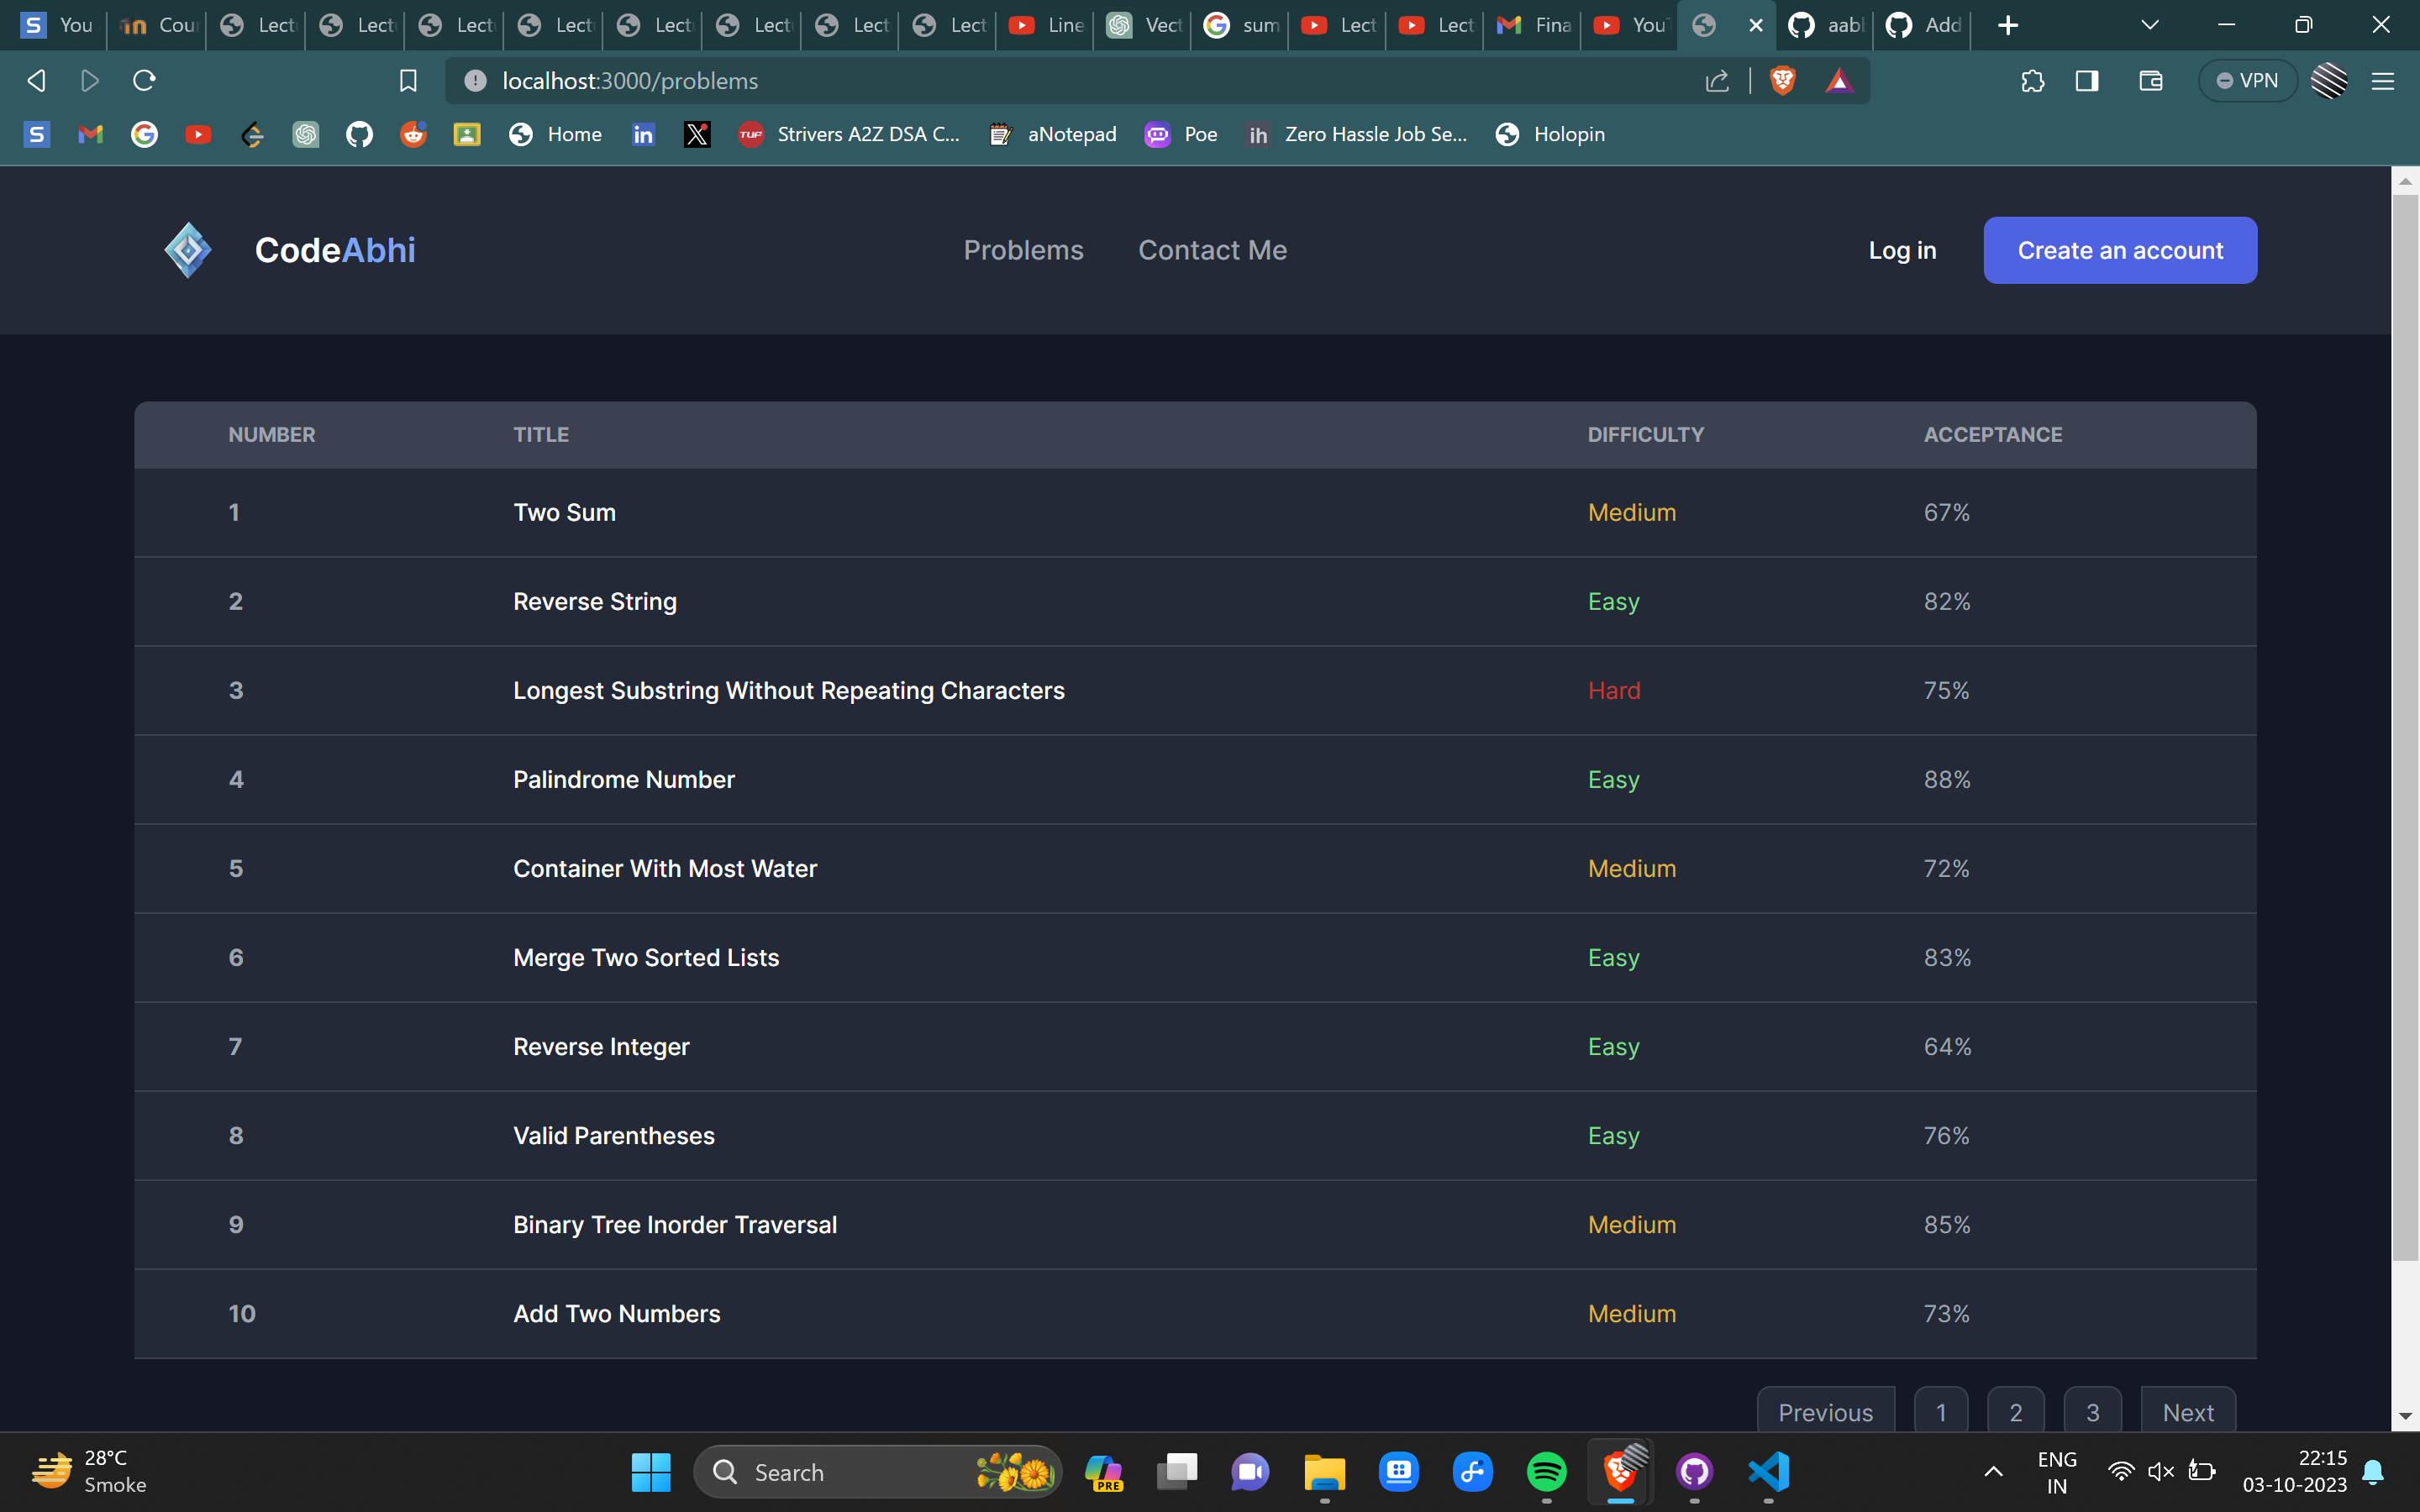 You
Cou
Lect
Lect
Lect
Lect
Lect
Lect
Lect
Lect
Line
Vect
sum
Lect
Lect
Fina
You
aabl
Add
localhost:3000/problems
VPN
Home
Strivers A2Z DSA C...
aNotepad
Poe
Zero Hassle Job Se...
Holopin
CodeAbhi
Problems Contact Me
Log in Create an account
NUMBER TITLE DIFFICULTY ACCEPTANCE
1 Two Sum Medium 67%
2 Reverse String Easy 82%
3 Longest Substring Without Repeating Characters Hard 75%
4 Palindrome Number Easy 88%
5 Container With Most Water Medium 72%
6 Merge Two Sorted Lists Easy 83%
7 Reverse Integer Easy 64%
8 Valid Parentheses Easy 76%
9 Binary Tree Inorder Traversal Medium 85%
10 Add Two Numbers Medium 73%
Previous 1 2 3 Next
28°C
Smoke
Search
PRE
ENG
IN
22:15
03-10-2023